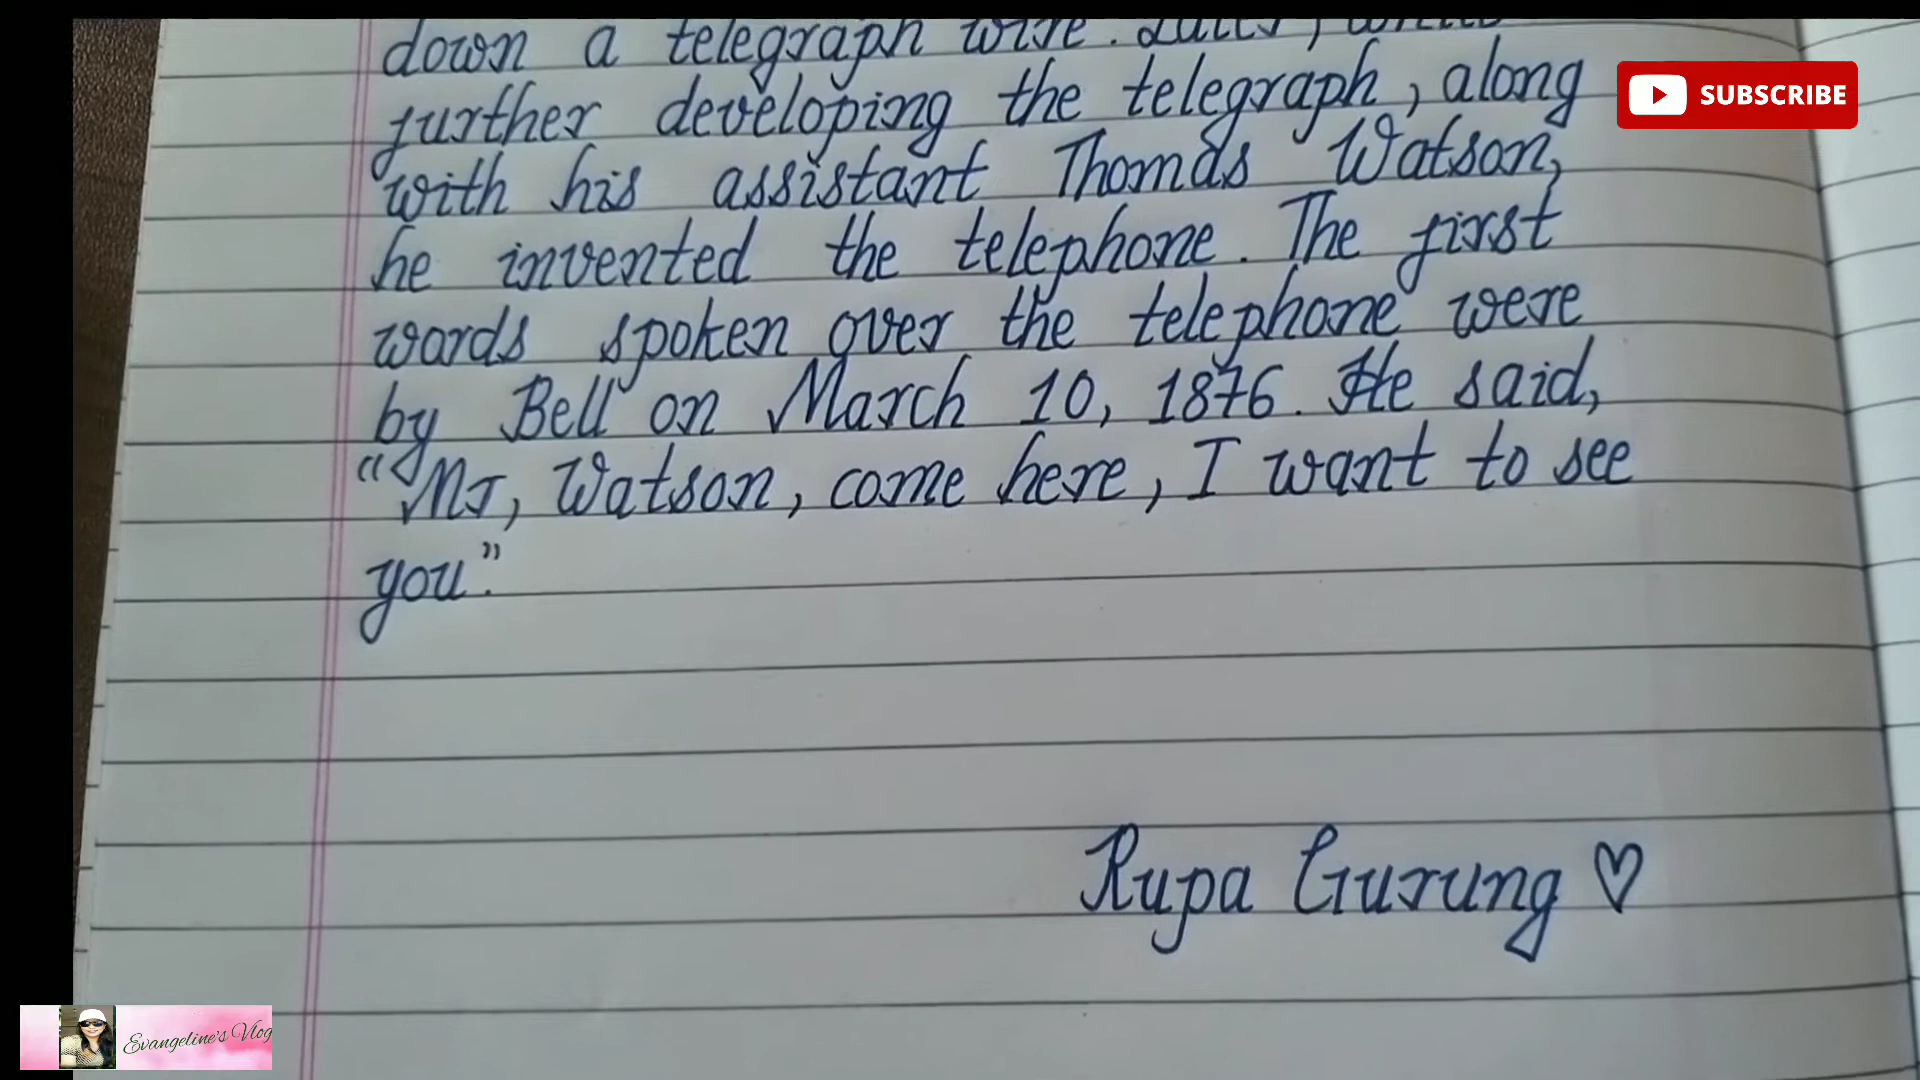 down a telegraph wire. Later, while
further developing the telegraph, along
with his assistant Thomas Watson,
he invented the telephone. The first
words spoken over the telephone were
by Bell on March 10, 1876. He said,
“Mr, Watson, come here, I want to see
you.”
Rupa Gurung ♡
SUBSCRIBE
Evangeline's Vlog